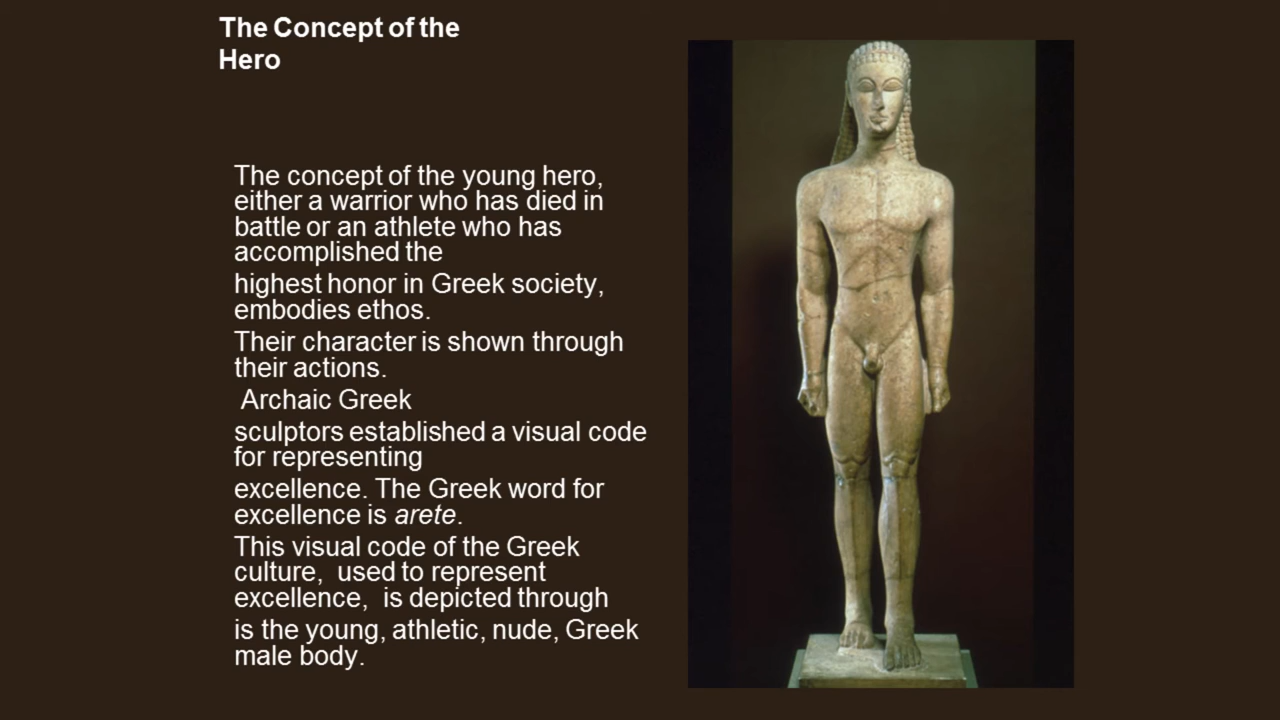 The Concept of the
Hero
The concept of the young hero,
either a warrior who has died in
battle or an athlete who has
accomplished the
highest honor in Greek society,
embodies ethos.
Their character is shown through
their actions.
Archaic Greek
sculptors established a visual code
for representing
excellence. The Greek word for
excellence is arete.
This visual code of the Greek
culture,  used to represent
excellence,  is depicted through
is the young, athletic, nude, Greek
male body.